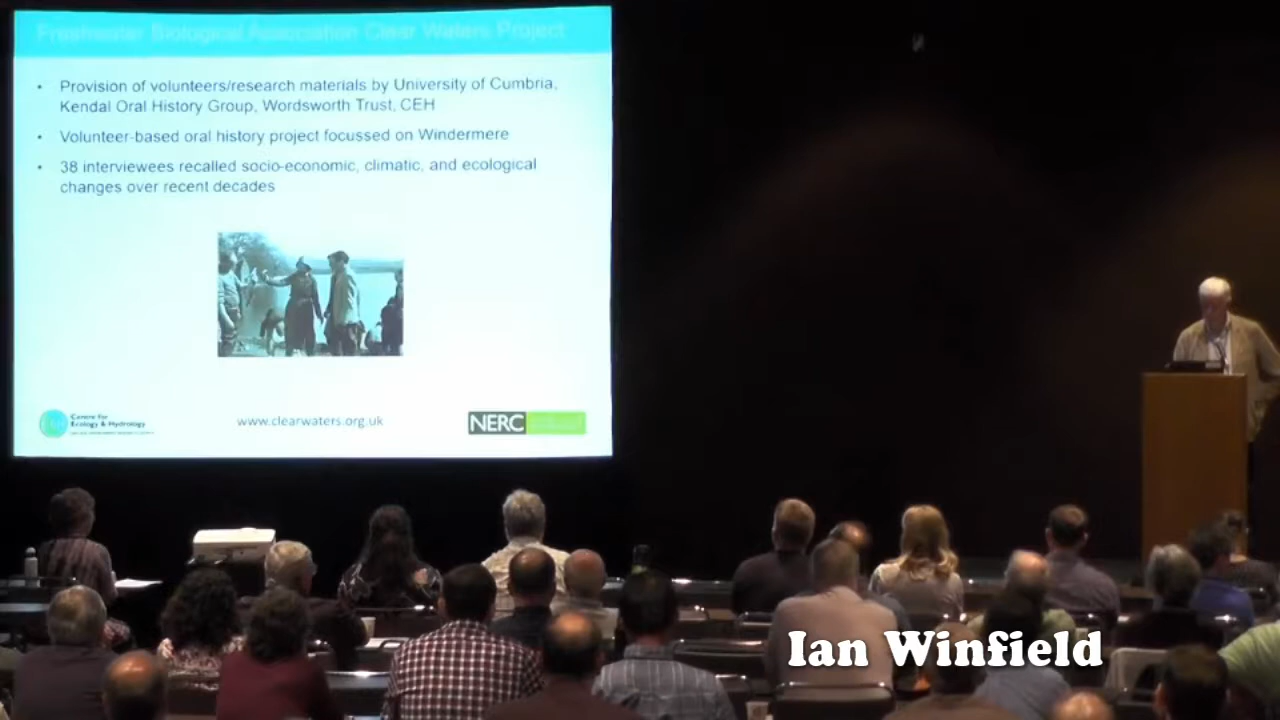 Freshwater Biological Association Clear Waters Project
• Provision of volunteers/research materials by University of Cumbria,
Kendal Oral History Group, Wordsworth Trust, CEH
• Volunteer-based oral history project focussed on Windermere
• 38 interviewees recalled socio-economic, climatic, and ecological
changes over recent decades
Centre for
Ecology & Hydrology
www.clearwaters.org.uk
NERC
Ian Winfield